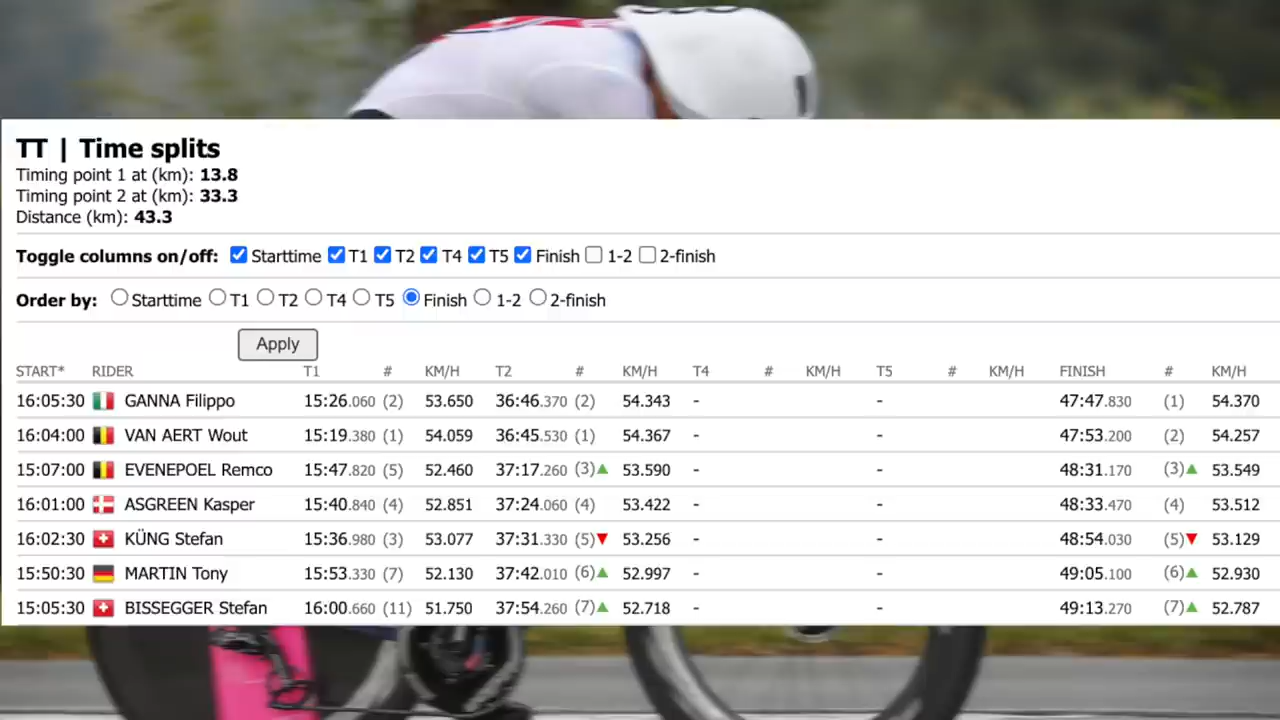 TT | Time splits
Timing point 1 at (km): 13.8
Timing point 2 at (km): 33.3
Distance (km): 43.3
Toggle columns on/off: Starttime T1 T2 T4 T5 Finish 1-2 2-finish
Order by: Starttime T1 T2 T4 T5 Finish 1-2 2-finish
Apply
START* RIDER T1 # KM/H T2 # KM/H T4 # KM/H T5 # KM/H FINISH # KM/H
16:05:30 GANNA Filippo 15:26.060 (2) 53.650 36:46.370 (2) 54.343 - - 47:47.830 (1) 54.370
16:04:00 VAN AERT Wout 15:19.380 (1) 54.059 36:45.530 (1) 54.367 - - 47:53.200 (2) 54.257
15:07:00 EVENEPOEL Remco 15:47.820 (5) 52.460 37:17.260 (3)▲ 53.590 - - 48:31.170 (3)▲ 53.549
16:01:00 ASGREEN Kasper 15:40.840 (4) 52.851 37:24.060 (4) 53.422 - - 48:33.470 (4) 53.512
16:02:30 KÜNG Stefan 15:36.980 (3) 53.077 37:31.330 (5)▼ 53.256 - - 48:54.030 (5)▼ 53.129
15:50:30 MARTIN Tony 15:53.330 (7) 52.130 37:42.010 (6)▲ 52.997 - - 49:05.100 (6)▲ 52.930
15:05:30 BISSEGGER Stefan 16:00.660 (11) 51.750 37:54.260 (7)▲ 52.718 - - 49:13.270 (7)▲ 52.787